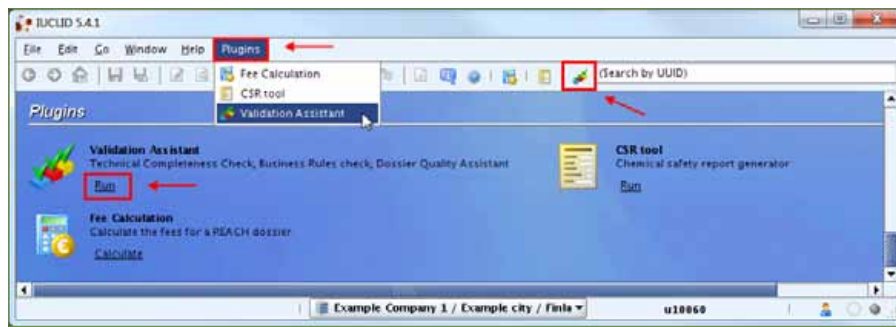 IUCLID 5.4.1
File Edit Go Window Help Plugins
Fee Calculation
CSR tool
Validation Assistant
(Search by UUID)
Plugins
Validation Assistant
Technical Completeness Check, Business Rules check, Dossier Quality Assistant
Run
CSR tool
Chemical safety report generator
Run
Fee Calculation
Calculate the fees for a REACH dossier
Calculate
Example Company 1 / Example city / Finla
u10060